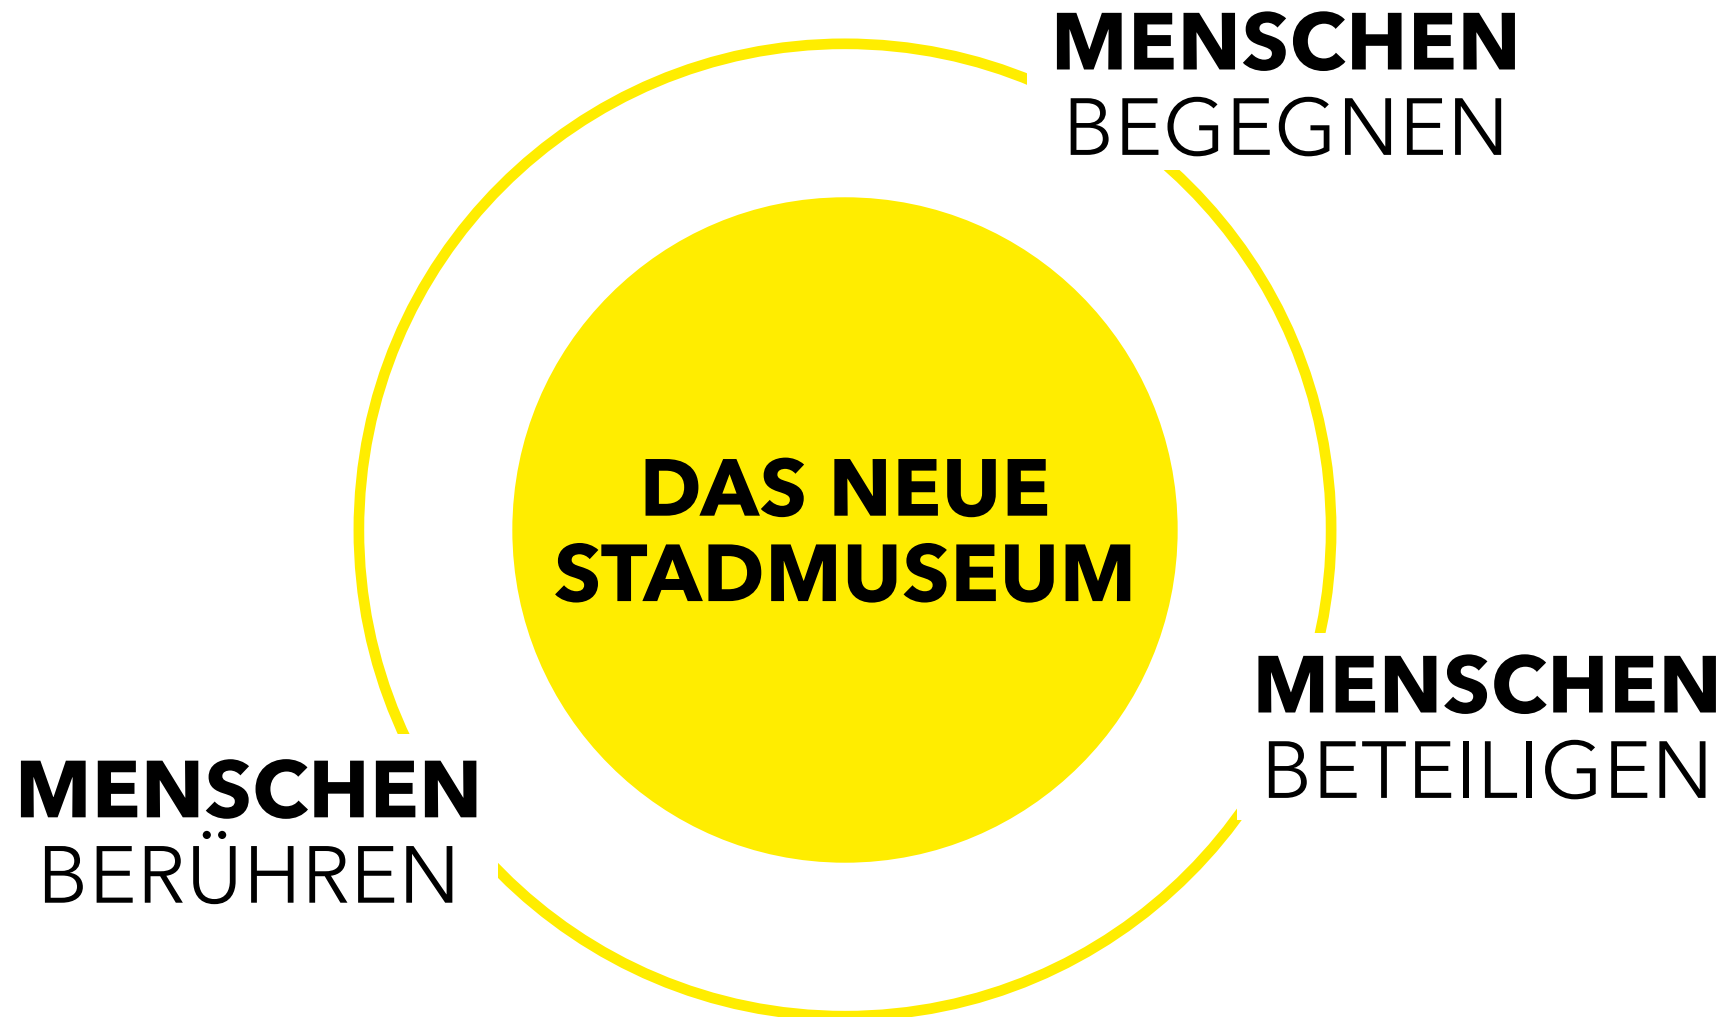 MENSCHEN
BEGEGNEN
DAS NEUE
STADMUSEUM
MENSCHEN
BETEILIGEN
MENSCHEN
BERÜHREN